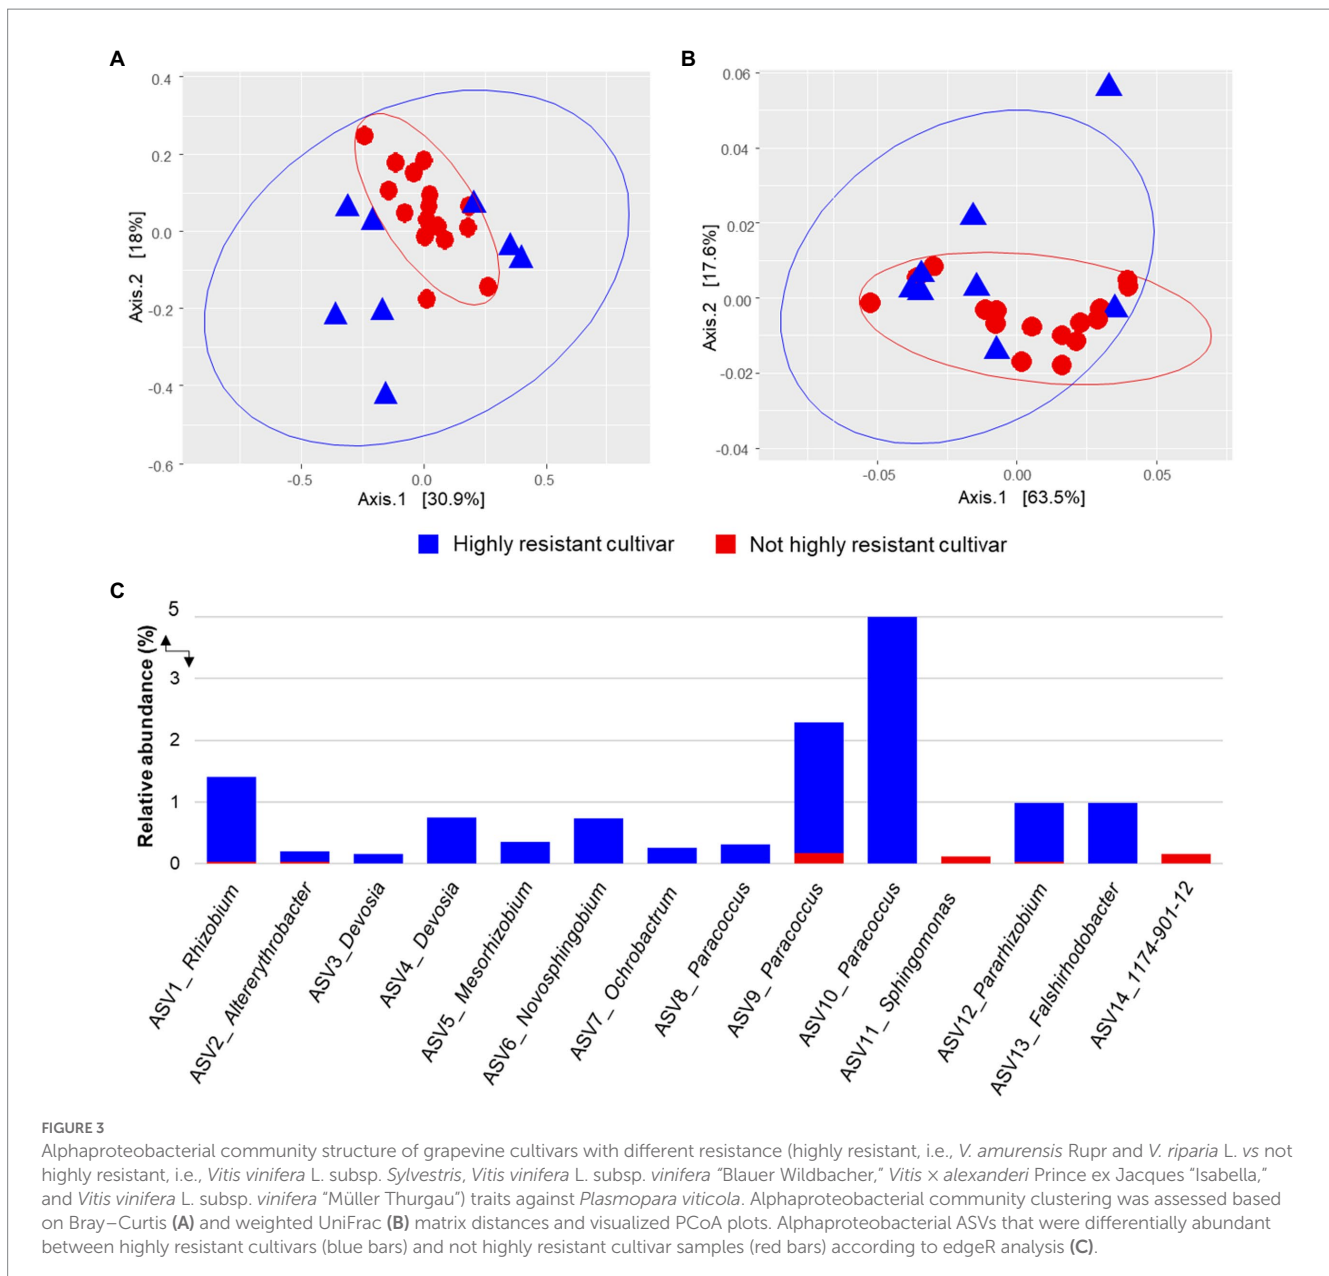 A
B
0.4
0.2
0.0
-0.2
-0.4
-0.6
Axis.2 [18%]
-0.5
0.0
0.5
Axis.1 [30.9%]
0.06
0.04
0.02
0.00
-0.02
-0.04
Axis.2 [17.6%]
-0.05
0.00
0.05
Axis.1 [63.5%]
Highly resistant cultivar
Not highly resistant cultivar
C
Relative abundance (%)
5
3
2
1
0
ASV1_ Rhizobium
ASV2_ Altererythrobacter
ASV3_Devosia
ASV4_ Devosia
ASV5_ Mesorhizobium
ASV6_ Novosphingobium
ASV7_ Ochrobactrum
ASV8_ Paracoccus
ASV9_ Paracoccus
ASV10_ Paracoccus
ASV11_ Sphingomonas
ASV12_Pararhizobium
ASV13_ Falshirhodobacter
ASV14_1174-901-12
FIGURE 3
Alphaproteobacterial community structure of grapevine cultivars with different resistance (highly resistant, i.e., V. amurensis Rupr and V. riparia L. vs not
highly resistant, i.e., Vitis vinifera L. subsp. Sylvestris, Vitis vinifera L. subsp. vinifera “Blauer Wildbacher,” Vitis × alexanderi Prince ex Jacques “Isabella,”
and Vitis vinifera L. subsp. vinifera “Müller Thurgau”) traits against Plasmopara viticola. Alphaproteobacterial community clustering was assessed based
on Bray–Curtis (A) and weighted UniFrac (B) matrix distances and visualized PCoA plots. Alphaproteobacterial ASVs that were differentially abundant
between highly resistant cultivars (blue bars) and not highly resistant cultivar samples (red bars) according to edgeR analysis (C).